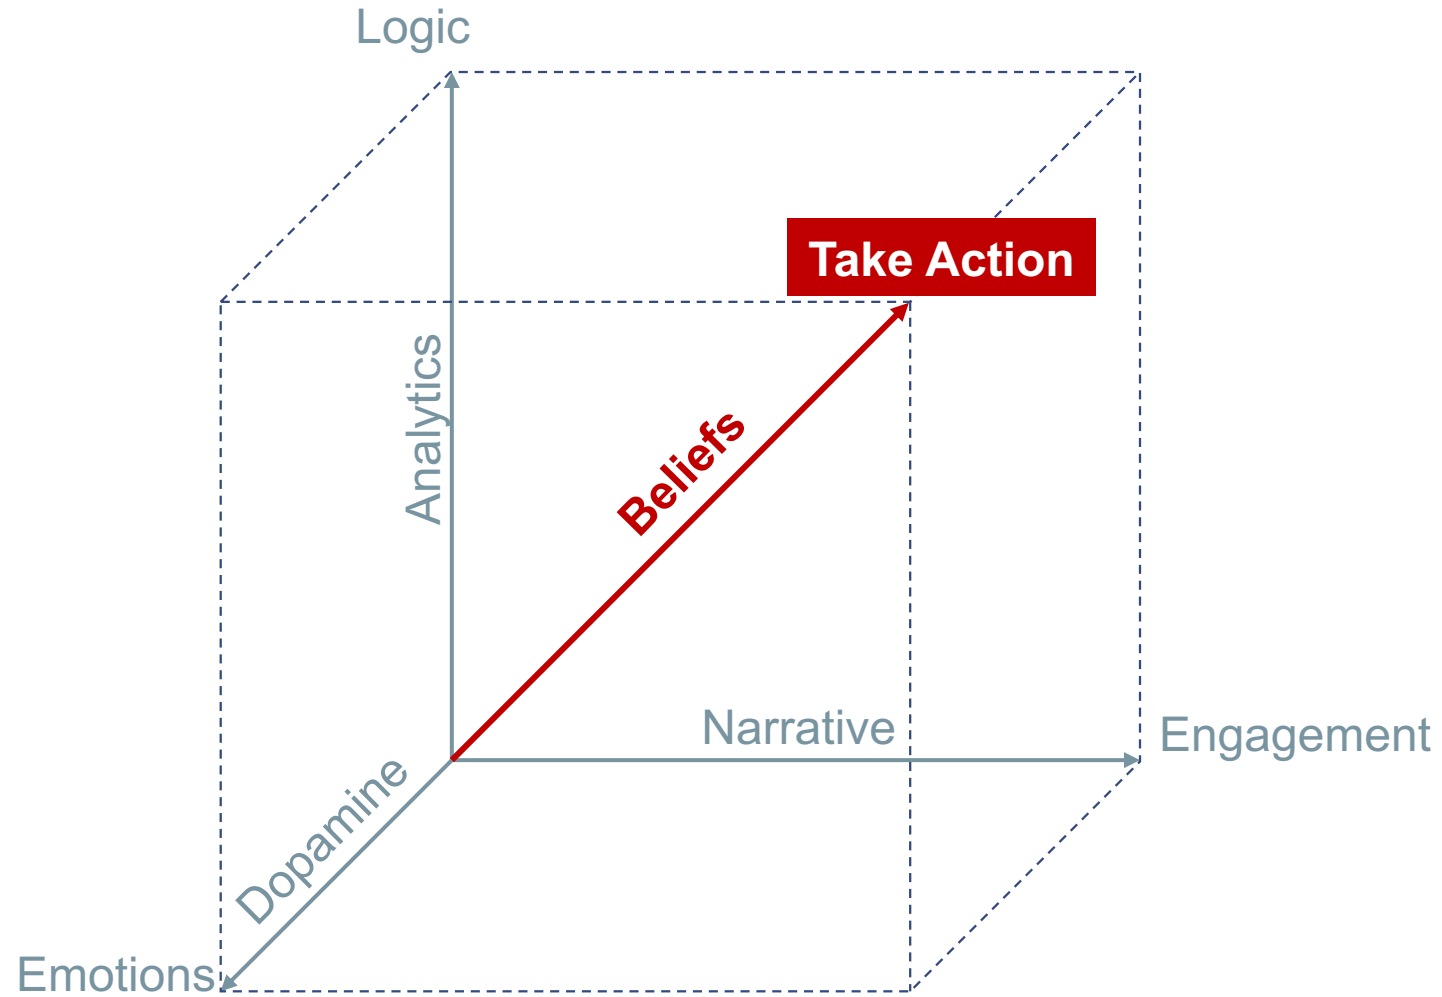 Logic
Take Action
Analytics
Beliefs
Narrative
Engagement
Dopamine
Emotions